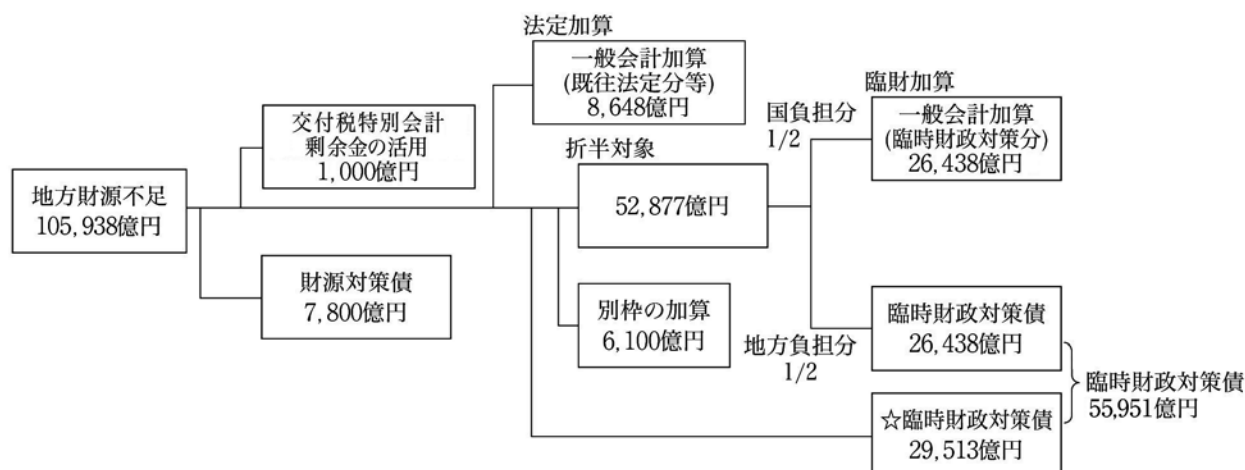 法定加算
一般会計加算
(既往法定分等)
8,648億円
臨財加算
国負担分
1/2
一般会計加算
(臨時財政対策分)
26,438億円
交付税特別会計
剰余金の活用
1,000億円
折半対象
52,877億円
地方財源不足
105,938億円
財源対策債
7,800億円
別枠の加算
6,100億円
地方負担分
1/2
臨時財政対策債
26,438億円
臨時財政対策債
55,951億円
☆臨時財政対策債
29,513億円